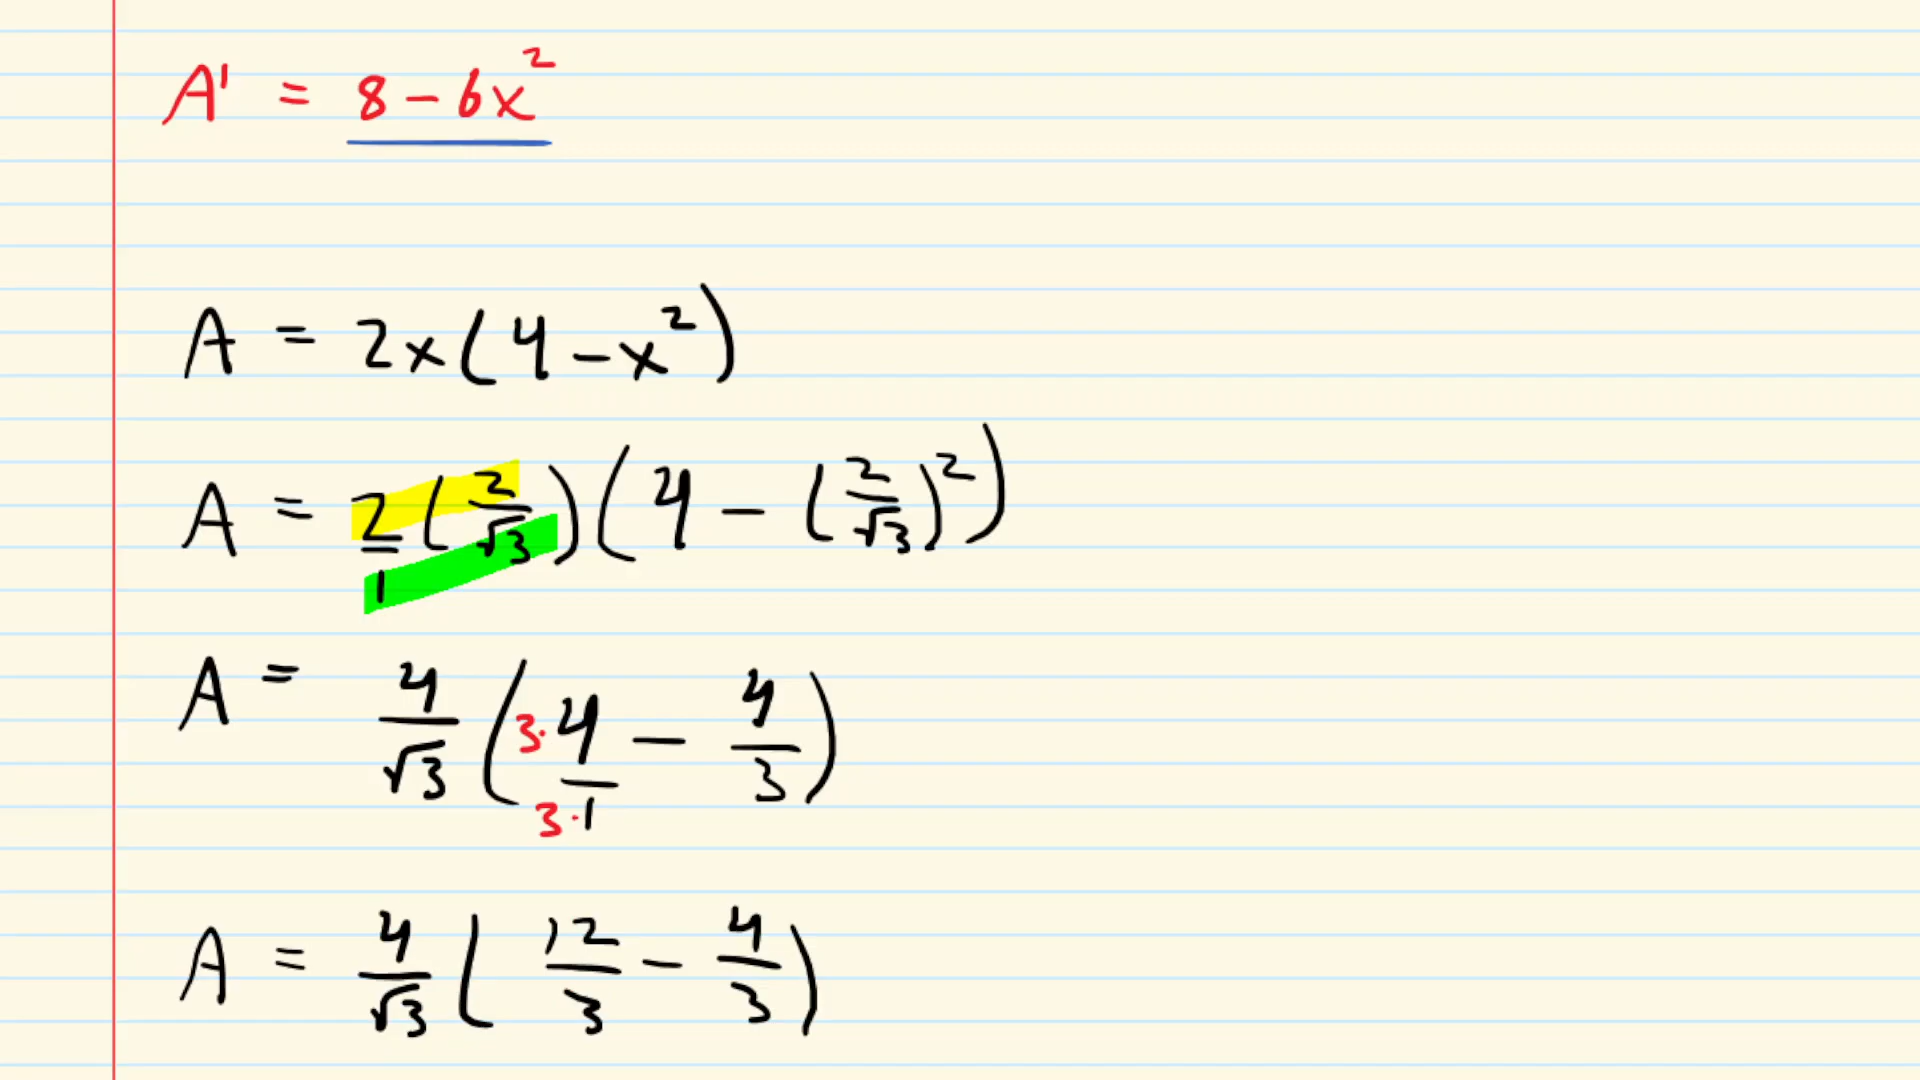 A' = 8 - 6x²
A = 2x(4 - x²)
A = 2/1 (2/√3)(4 - (2/√3)²)
A = 4/√3 (3·4/3·1 - 4/3)
A = 4/√3 (12/3 - 4/3)